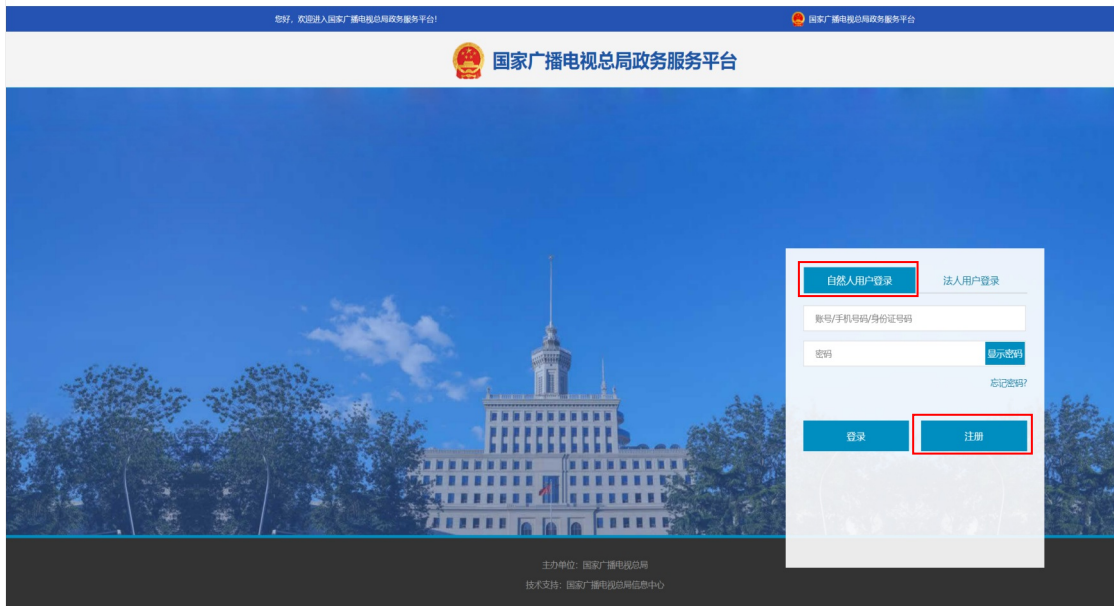 您好，欢迎进入国家广播电视总局政务服务平台！
国家广播电视总局政务服务平台
国家广播电视总局政务服务平台
自然人用户登录
法人用户登录
账号/手机号码/身份证号码
密码
显示密码
忘记密码?
登录
注册
主办单位：国家广播电视总局
技术支持：国家广播电视总局信息中心